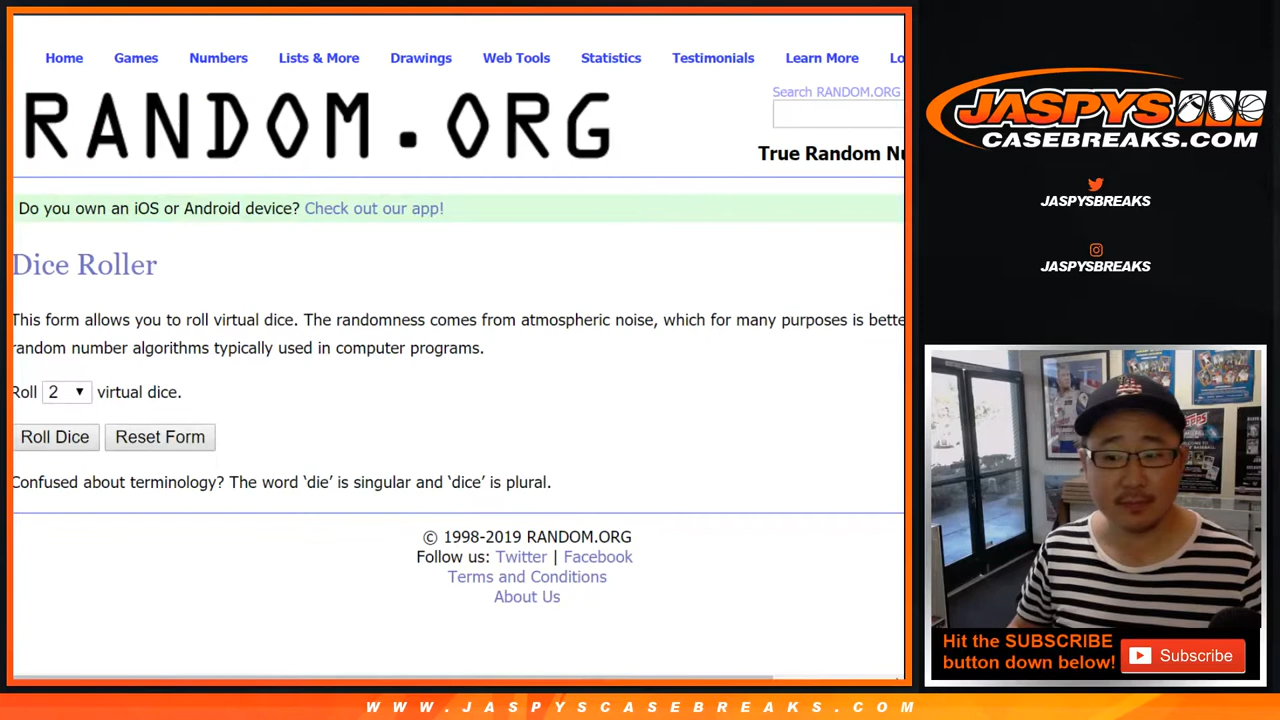 Home Games Numbers Lists & More Drawings Web Tools Statistics Testimonials Learn More Lo
Search RANDOM.ORG
RANDOM.ORG
True Random Nu
Do you own an iOS or Android device? Check out our app!
Dice Roller
This form allows you to roll virtual dice. The randomness comes from atmospheric noise, which for many purposes is bette
random number algorithms typically used in computer programs.
Roll 2 virtual dice.
Roll Dice Reset Form
Confused about terminology? The word ‘die’ is singular and ‘dice’ is plural.
© 1998-2019 RANDOM.ORG
Follow us: Twitter | Facebook
Terms and Conditions
About Us
JASPYS
CASEBREAKS.COM
JASPYSBREAKS
JASPYSBREAKS
TOPPS
Hit the SUBSCRIBE
button down below!
Subscribe
WWW.JASPYSCASEBREAKS.COM